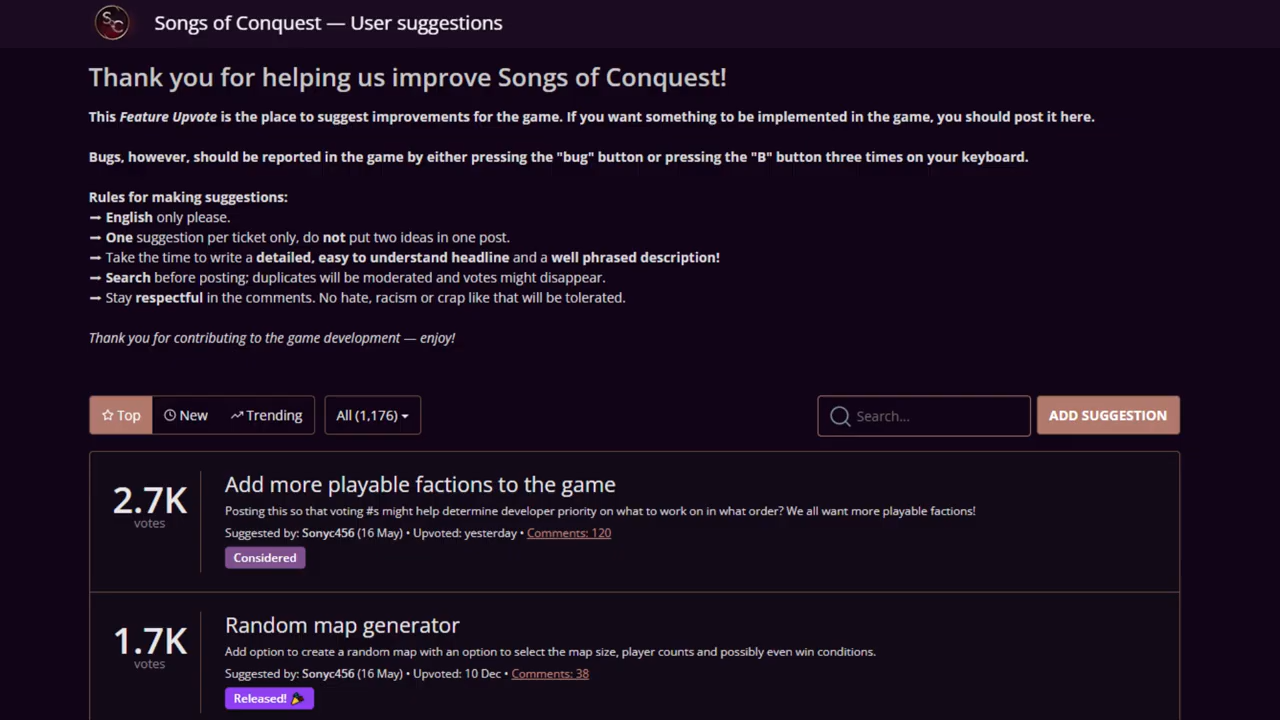 SC
Songs of Conquest — User suggestions
Thank you for helping us improve Songs of Conquest!
This Feature Upvote is the place to suggest improvements for the game. If you want something to be implemented in the game, you should post it here.
Bugs, however, should be reported in the game by either pressing the "bug" button or pressing the "B" button three times on your keyboard.
Rules for making suggestions:
➞ English only please.
➞ One suggestion per ticket only, do not put two ideas in one post.
➞ Take the time to write a detailed, easy to understand headline and a well phrased description!
➞ Search before posting; duplicates will be moderated and votes might disappear.
➞ Stay respectful in the comments. No hate, racism or crap like that will be tolerated.
Thank you for contributing to the game development — enjoy!
Top New Trending All (1,176) Search... ADD SUGGESTION
2.7K votes
Add more playable factions to the game
Posting this so that voting #s might help determine developer priority on what to work on in what order? We all want more playable factions!
Suggested by: Sonyc456 (16 May) • Upvoted: yesterday • Comments: 120
Considered
1.7K votes
Random map generator
Add option to create a random map with an option to select the map size, player counts and possibly even win conditions.
Suggested by: Sonyc456 (16 May) • Upvoted: 10 Dec • Comments: 38
Released! 🎉